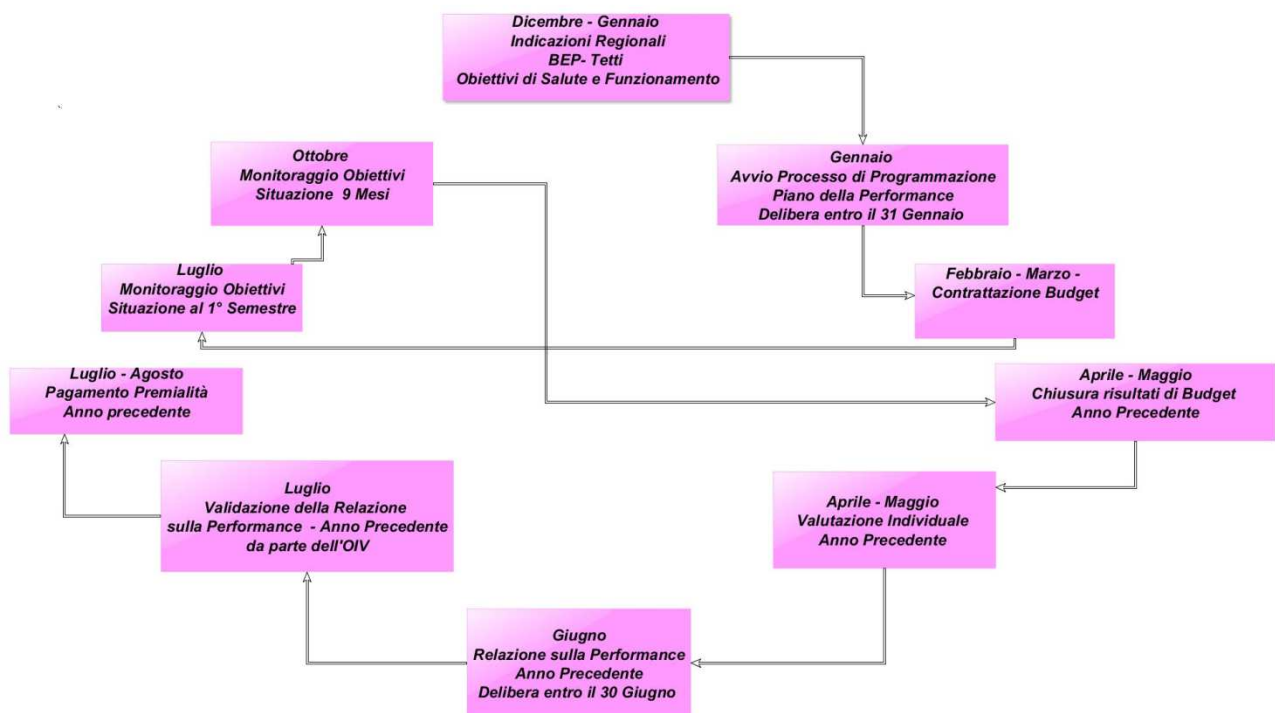 Dicembre - Gennaio
Indicazioni Regionali
BEP- Tetti
Obiettivi di Salute e Funzionamento
Gennaio
Avvio Processo di Programmazione
Piano della Performance
Delibera entro il 31 Gennaio
Febbraio - Marzo -
Contrattazione Budget
Luglio
Monitoraggio Obiettivi
Situazione al 1° Semestre
Ottobre
Monitoraggio Obiettivi
Situazione 9 Mesi
Aprile - Maggio
Chiusura risultati di Budget
Anno Precedente
Aprile - Maggio
Valutazione Individuale
Anno Precedente
Giugno
Relazione sulla Performance
Anno Precedente
Delibera entro il 30 Giugno
Luglio
Validazione della Relazione
sulla Performance - Anno Precedente
da parte dell'OIV
Luglio - Agosto
Pagamento Premialità
Anno precedente